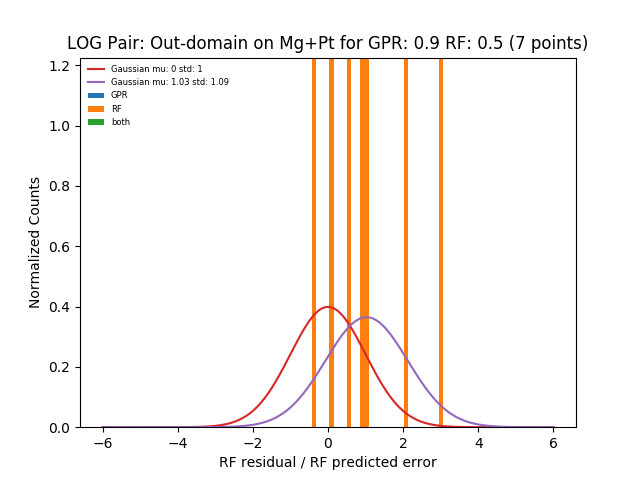 LOG Pair: Out-domain on Mg+Pt for GPR: 0.9 RF: 0.5 (7 points)
Gaussian mu: 0 std: 1
Gaussian mu: 1.03 std: 1.09
GPR
RF
both
Normalized Counts
1.2
1.0
0.8
0.6
0.4
0.2
0.0
−6 −4 −2 0 2 4 6
RF residual / RF predicted error